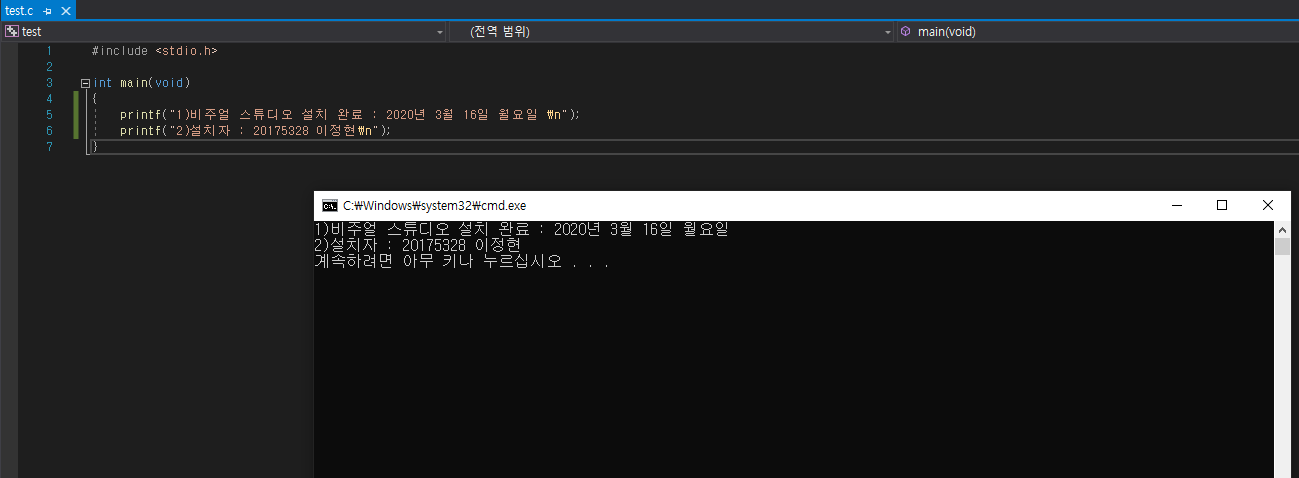 test.c
test (전역 범위) main(void)
1 #include <stdio.h>
2
3 int main(void)
4 {
5 printf("1)비주얼 스튜디오 설치 완료 : 2020년 3월 16일 월요일 ₩n");
6 printf("2)설치자 : 20175328 이정현₩n");
7 }
C:₩Windows₩system32₩cmd.exe
1)비주얼 스튜디오 설치 완료 : 2020년 3월 16일 월요일
2)설치자 : 20175328 이정현
계속하려면 아무 키나 누르십시오 . . .